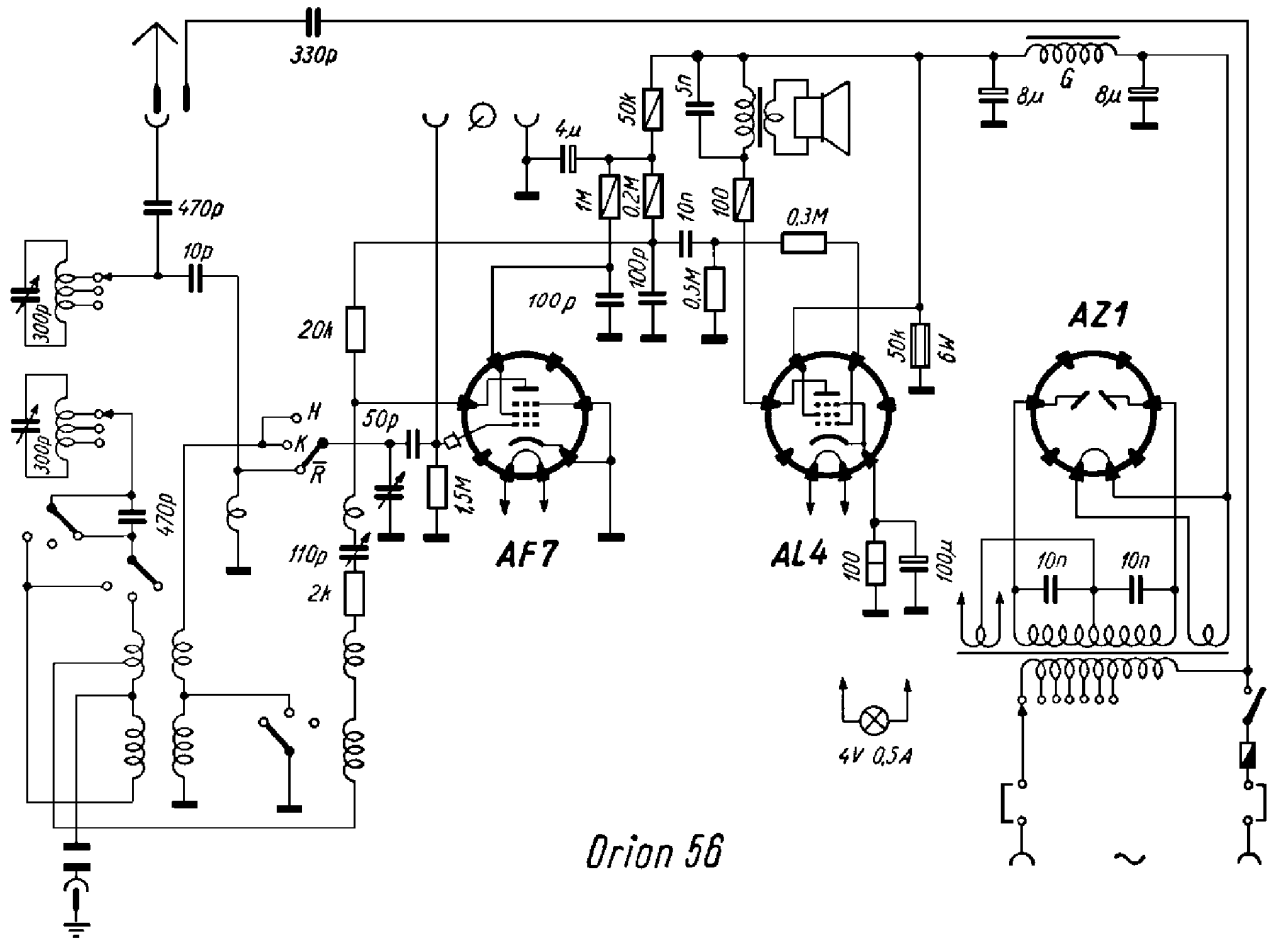 330p
5n
50k
G
8µ
8µ
4µ
1M
0,2M
10n
100
0,3M
470p
10p
300p
100p
100p
0,5M
20k
AZ1
50k
6W
300p
H
K
R̅
50p
1,5M
470p
AF7
AL4
110p
2k
100
100µ
10n
10n
4V 0,5A
Orion 56
~